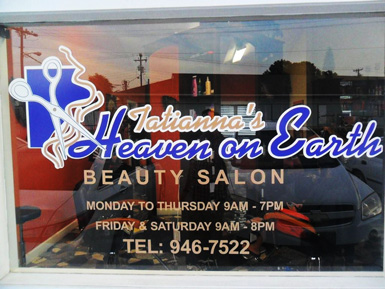 Tatianna's
Heaven on Earth
BEAUTY SALON
MONDAY TO THURSDAY 9AM - 7PM
FRIDAY & SATURDAY 9AM - 8PM
TEL: 946-7522